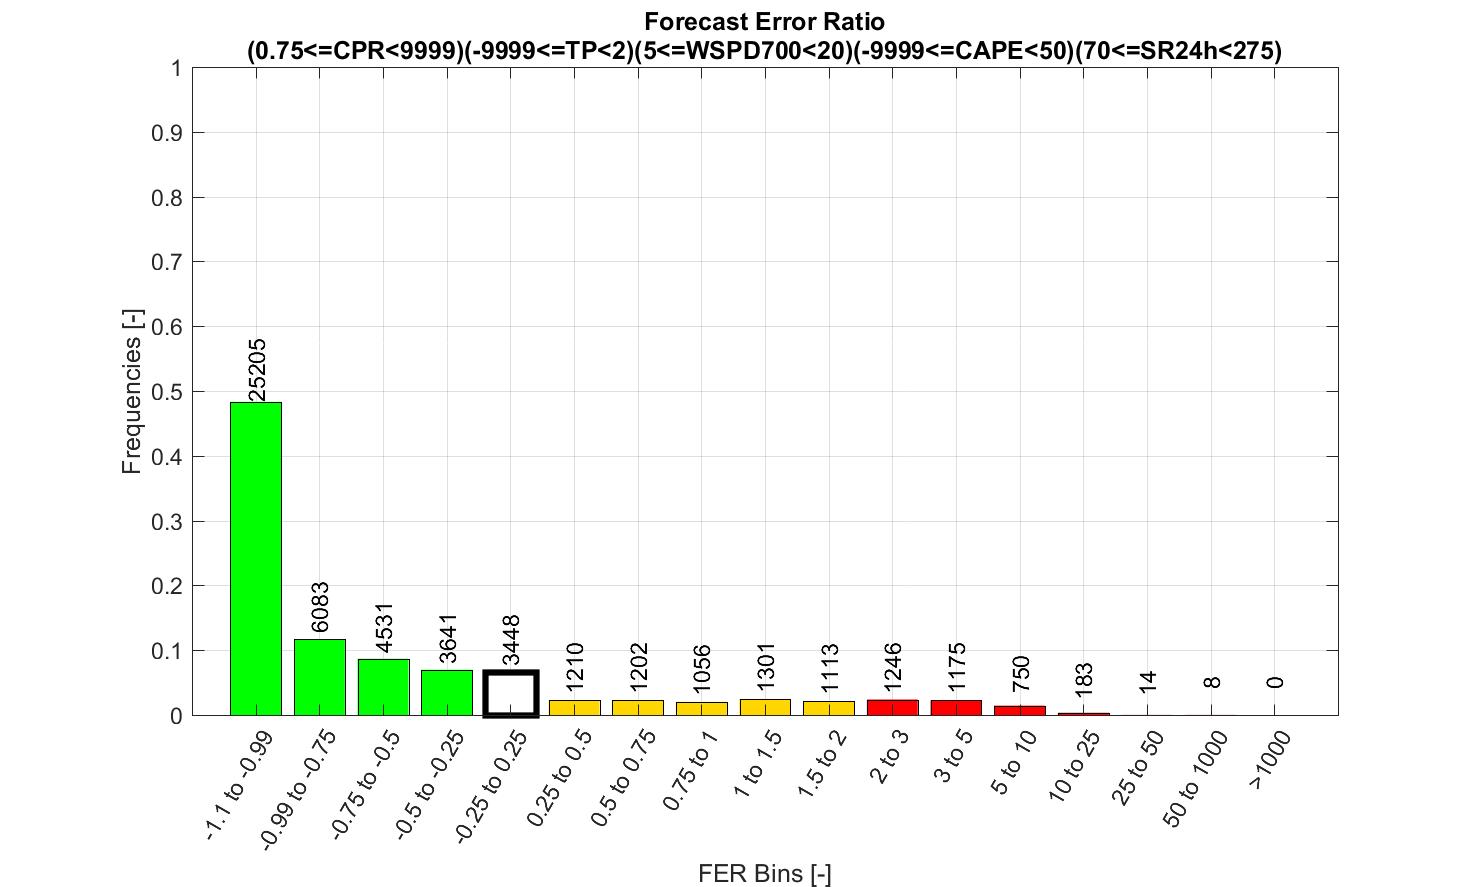 Forecast Error Ratio
(0.75<=CPR<9999)(-9999<=TP<2)(5<=WSPD700<20)(-9999<=CAPE<50)(70<=SR24h<275)
Frequencies [-]
1
0.9
0.8
0.7
0.6
0.5
0.4
0.3
0.2
0.1
0
25205
6083
4531
3641
3448
1210
1202
1056
1301
1113
1246
1175
750
183
14
8
0
-1.1 to -0.99
-0.99 to -0.75
-0.75 to -0.5
-0.5 to -0.25
-0.25 to 0.25
0.25 to 0.5
0.5 to 0.75
0.75 to 1
1 to 1.5
1.5 to 2
2 to 3
3 to 5
5 to 10
10 to 25
25 to 50
50 to 1000
>1000
FER Bins [-]